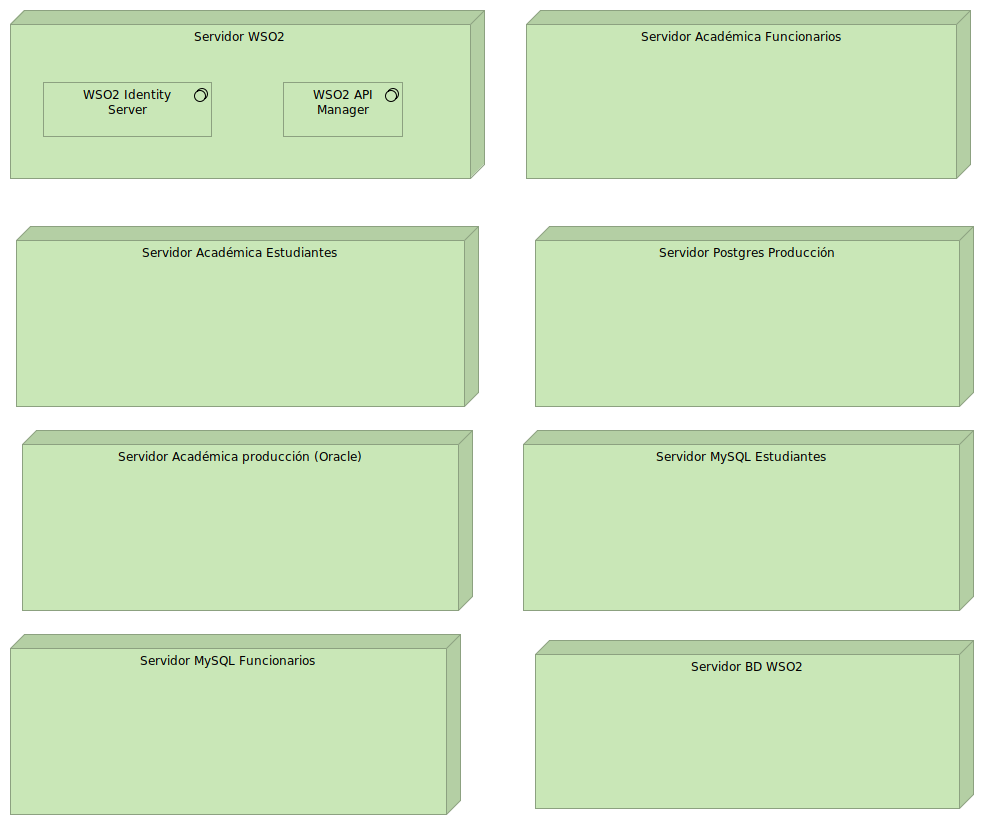 Servidor WSO2
WSO2 Identity
Server
WSO2 API
Manager
Servidor Académica Funcionarios
Servidor Académica Estudiantes
Servidor Postgres Producción
Servidor Académica producción (Oracle)
Servidor MySQL Estudiantes
Servidor MySQL Funcionarios
Servidor BD WSO2